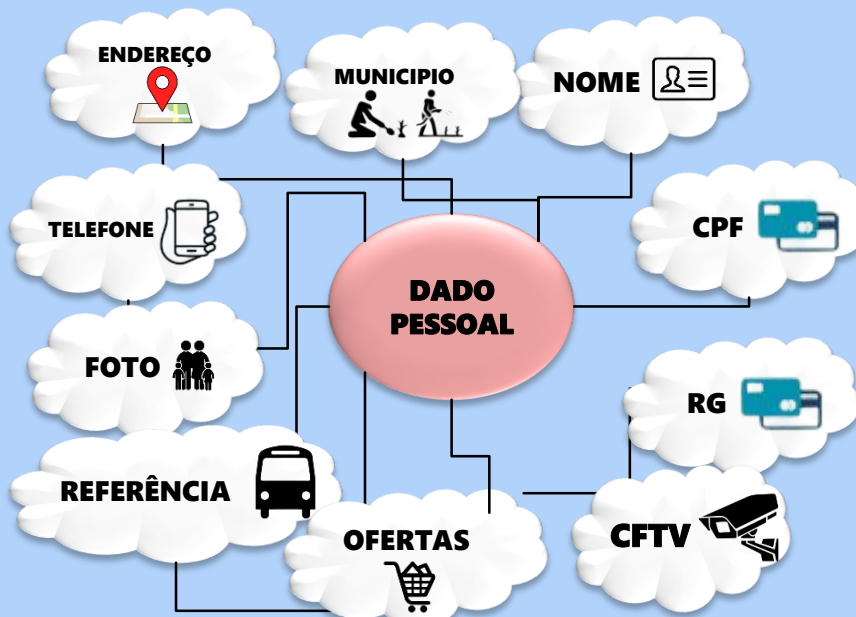 ENDEREÇO
MUNICIPIO
NOME
TELEFONE
CPF
DADO
PESSOAL
FOTO
RG
REFERÊNCIA
OFERTAS
CFTV